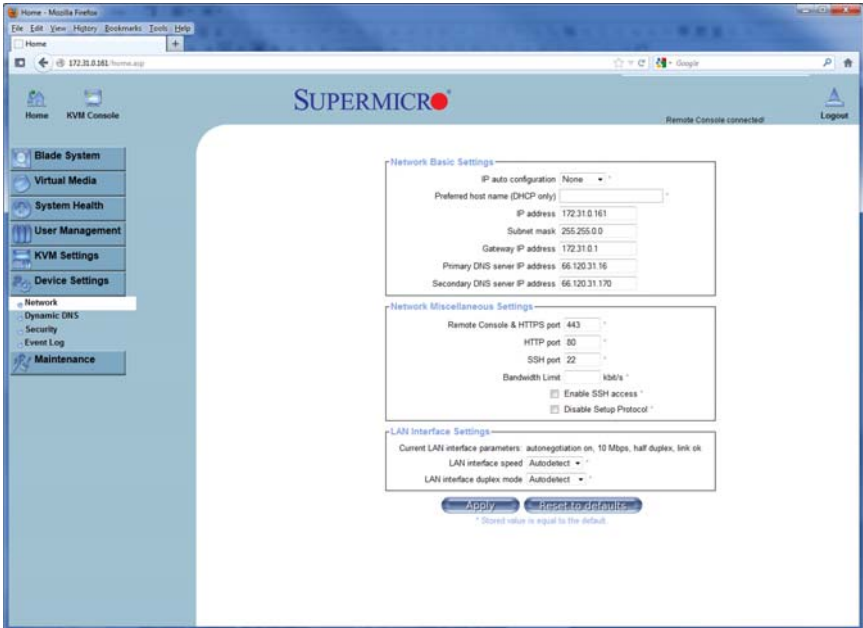 Home - Mozilla Firefox
File Edit View History Bookmarks Tools Help
Home +
172.31.0.161/home.asp
Google
Home
KVM Console
SUPERMICRO
Remote Console connected!
Logout
Blade System
Virtual Media
System Health
User Management
KVM Settings
Device Settings
Network
Dynamic DNS
Security
Event Log
Maintenance
Network Basic Settings
IP auto configuration None *
Preferred host name (DHCP only) *
IP address 172.31.0.161
Subnet mask 255.255.0.0
Gateway IP address 172.31.0.1
Primary DNS server IP address 66.120.31.16
Secondary DNS server IP address 66.120.31.170
Network Miscellaneous Settings
Remote Console & HTTPS port 443 *
HTTP port 80 *
SSH port 22 *
Bandwidth Limit kbit/s *
Enable SSH access *
Disable Setup Protocol *
LAN Interface Settings
Current LAN interface parameters: autonegotiation on, 10 Mbps, half duplex, link ok
LAN interface speed Autodetect *
LAN interface duplex mode Autodetect *
Apply
Reset to defaults
* Stored value is equal to the default.